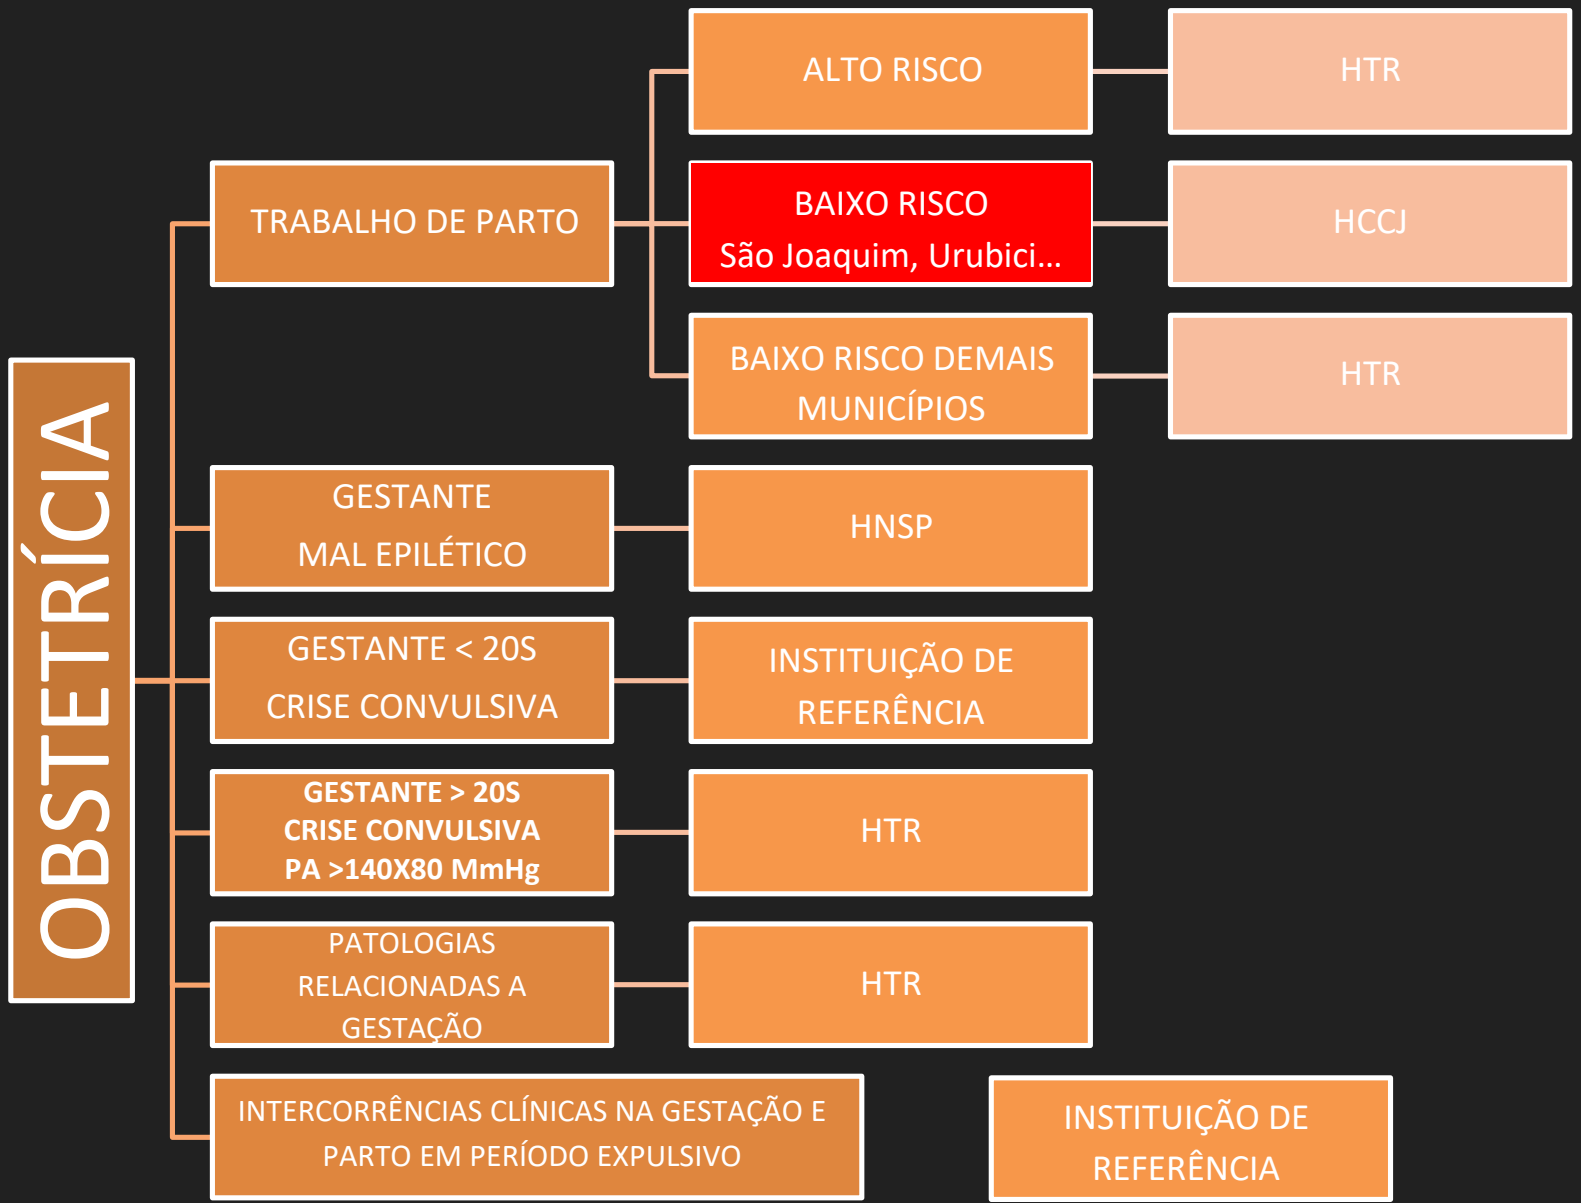 OBSTETRÍCIA
TRABALHO DE PARTO
ALTO RISCO
HTR
BAIXO RISCO
São Joaquim, Urubici...
HCCJ
BAIXO RISCO DEMAIS
MUNICÍPIOS
HTR
GESTANTE
MAL EPILÉTICO
HNSP
GESTANTE < 20S
CRISE CONVULSIVA
INSTITUIÇÃO DE
REFERÊNCIA
GESTANTE > 20S
CRISE CONVULSIVA
PA >140X80 MmHg
HTR
PATOLOGIAS
RELACIONADAS A
GESTAÇÃO
HTR
INTERCORRÊNCIAS CLÍNICAS NA GESTAÇÃO E
PARTO EM PERÍODO EXPULSIVO
INSTITUIÇÃO DE
REFERÊNCIA